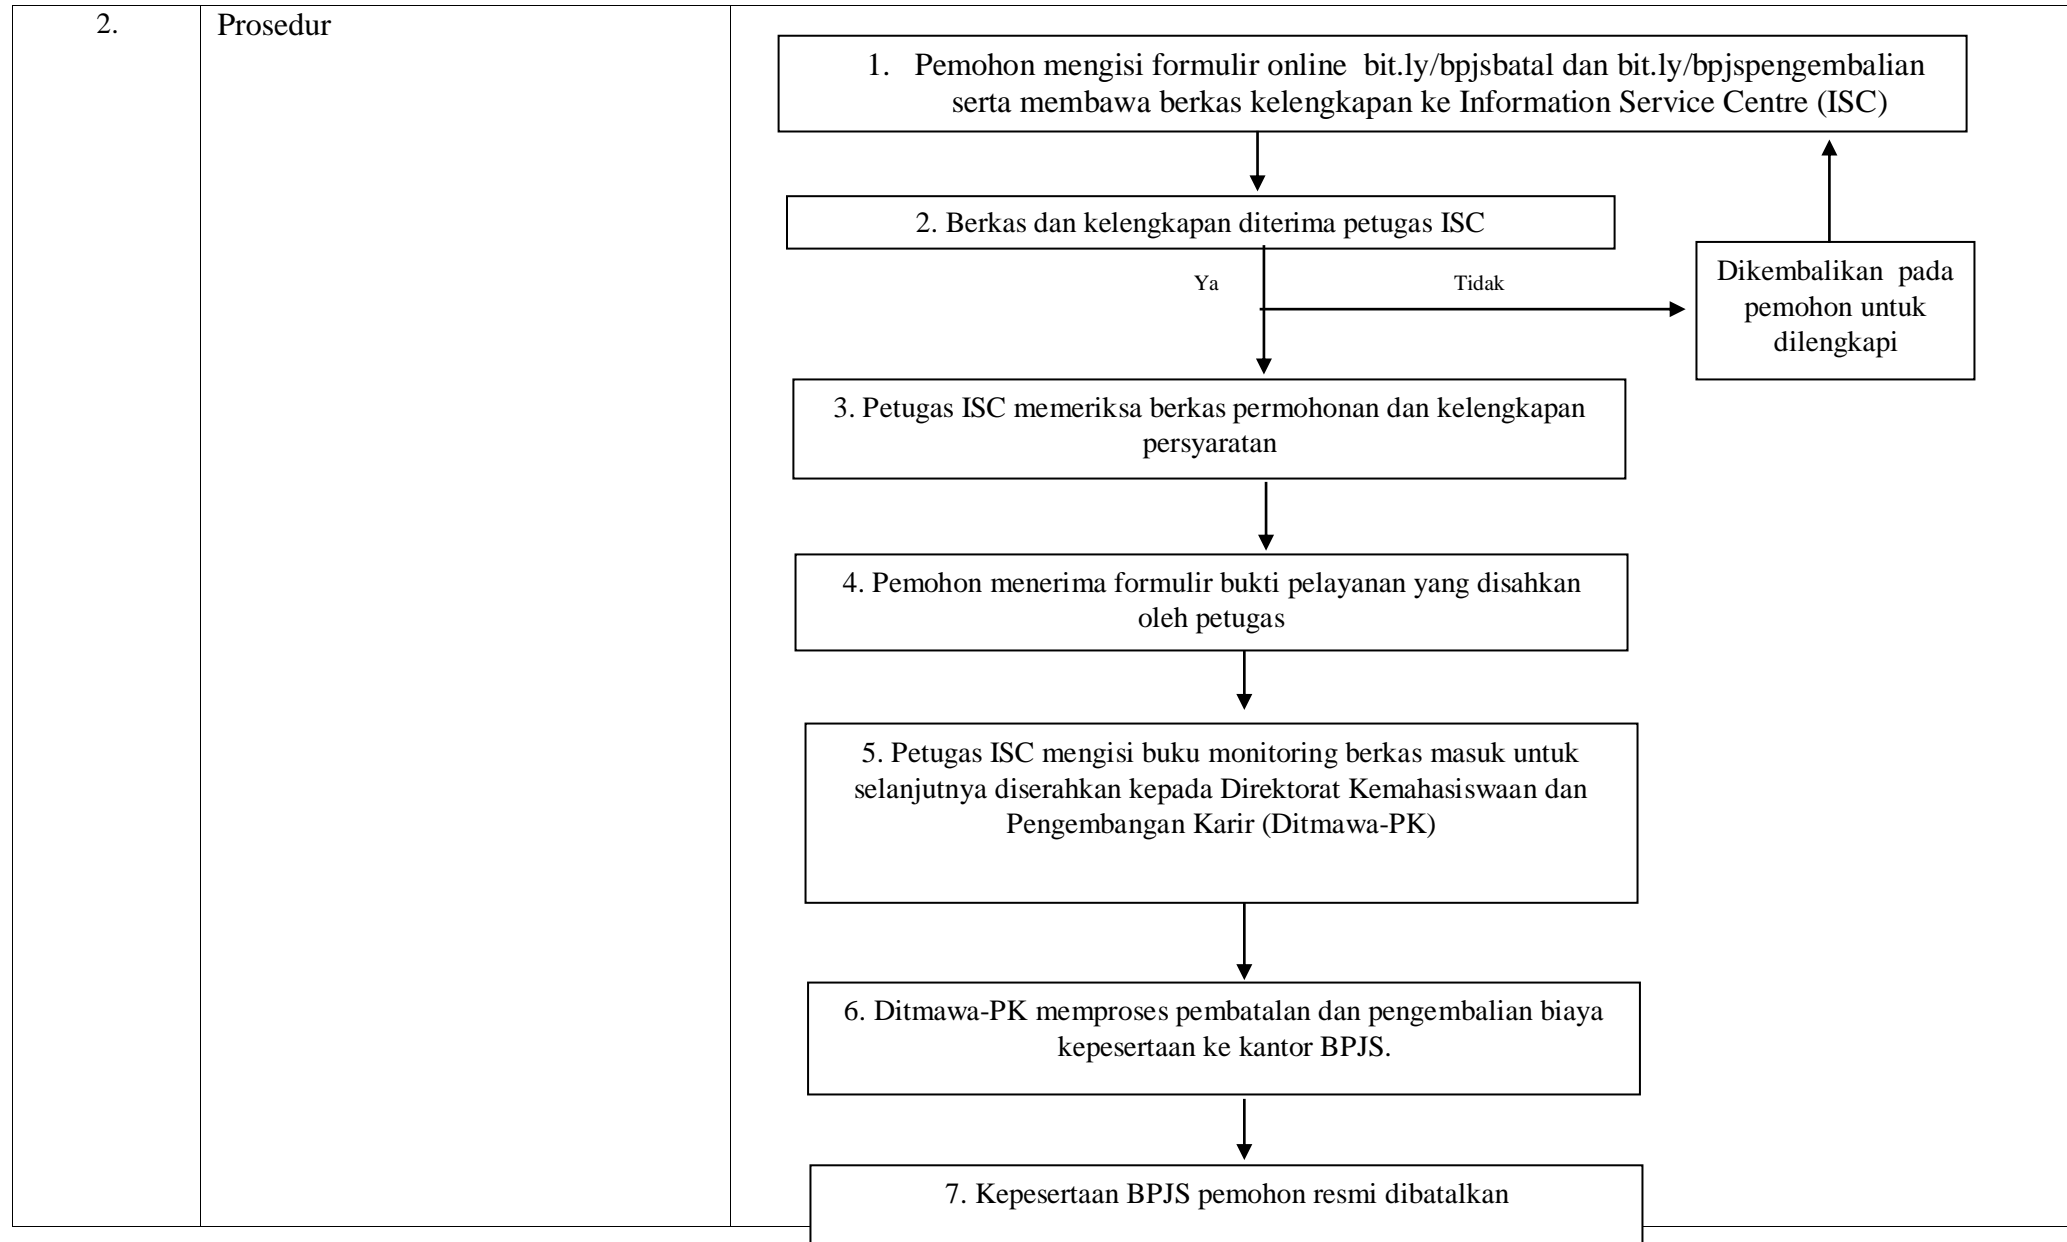 2.
Prosedur
1. Pemohon mengisi formulir online bit.ly/bpjsbatal dan bit.ly/bpjspengembalian
serta membawa berkas kelengkapan ke Information Service Centre (ISC)
2. Berkas dan kelengkapan diterima petugas ISC
Ya
Tidak
Dikembalikan pada
pemohon untuk
dilengkapi
3. Petugas ISC memeriksa berkas permohonan dan kelengkapan
persyaratan
4. Pemohon menerima formulir bukti pelayanan yang disahkan
oleh petugas
5. Petugas ISC mengisi buku monitoring berkas masuk untuk
selanjutnya diserahkan kepada Direktorat Kemahasiswaan dan
Pengembangan Karir (Ditmawa-PK)
6. Ditmawa-PK memproses pembatalan dan pengembalian biaya
kepesertaan ke kantor BPJS.
7. Kepesertaan BPJS pemohon resmi dibatalkan